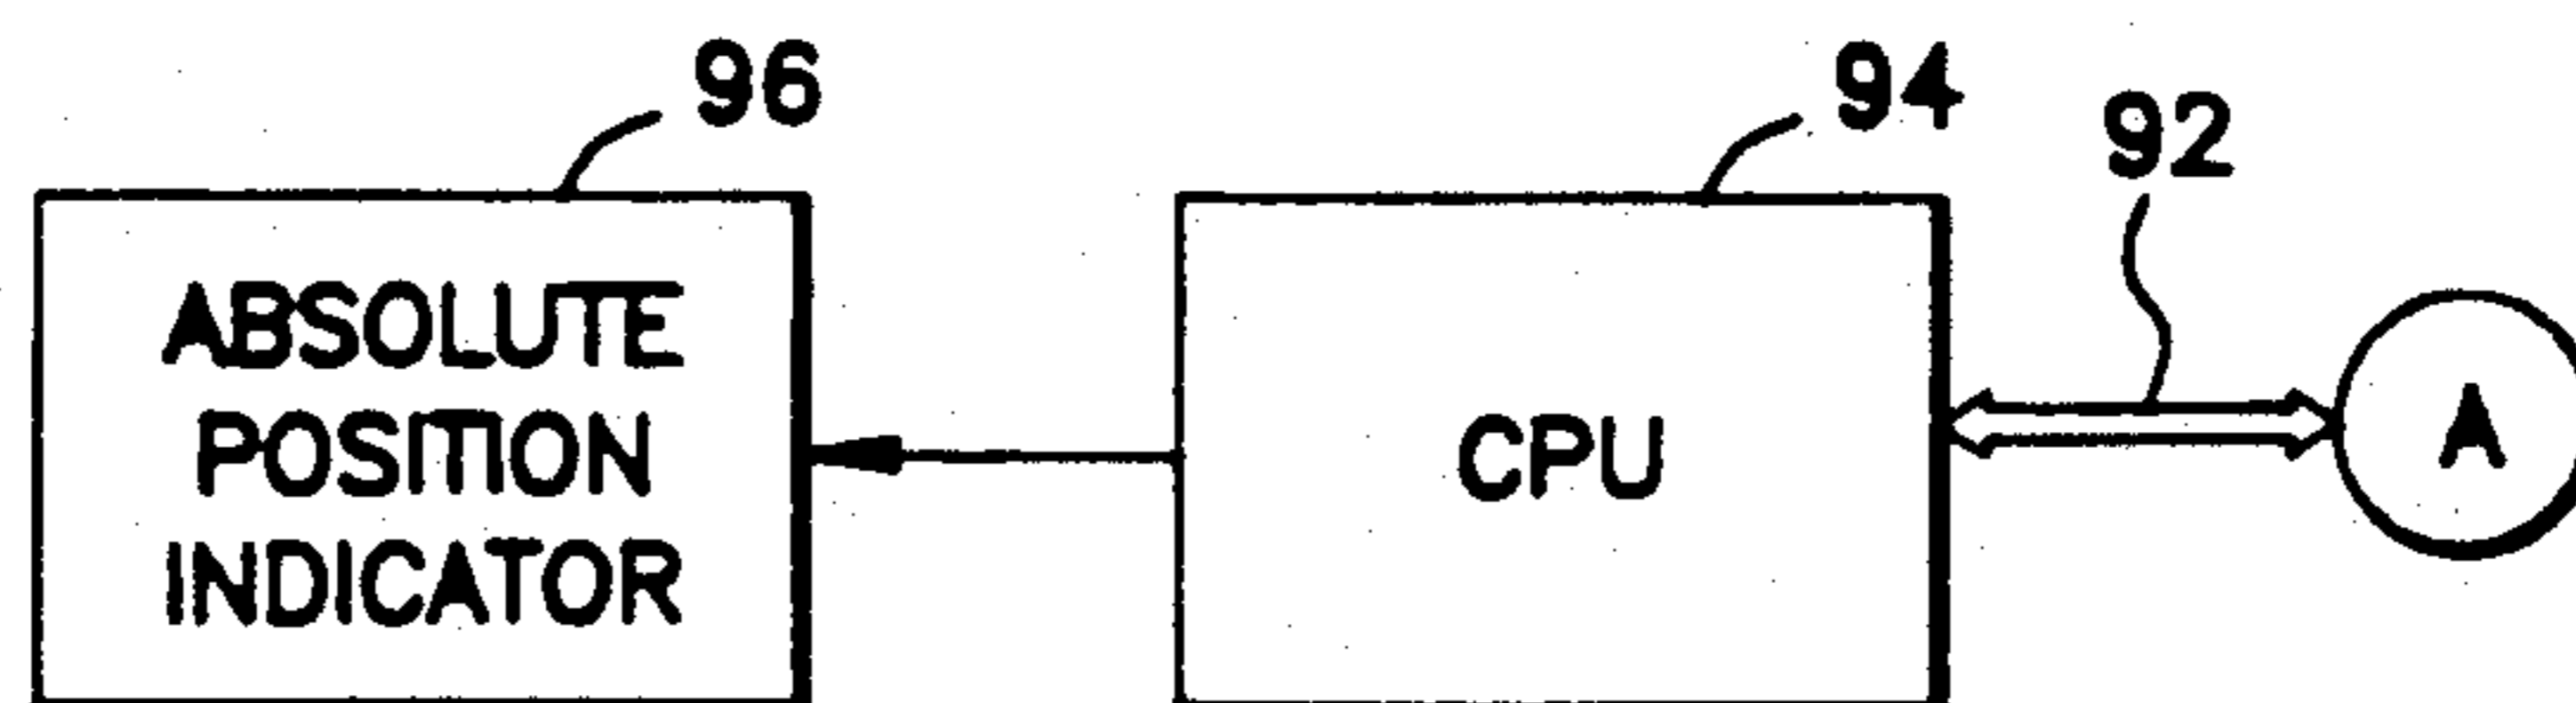 96
94
92
ABSOLUTE
POSITION
INDICATOR
CPU
A